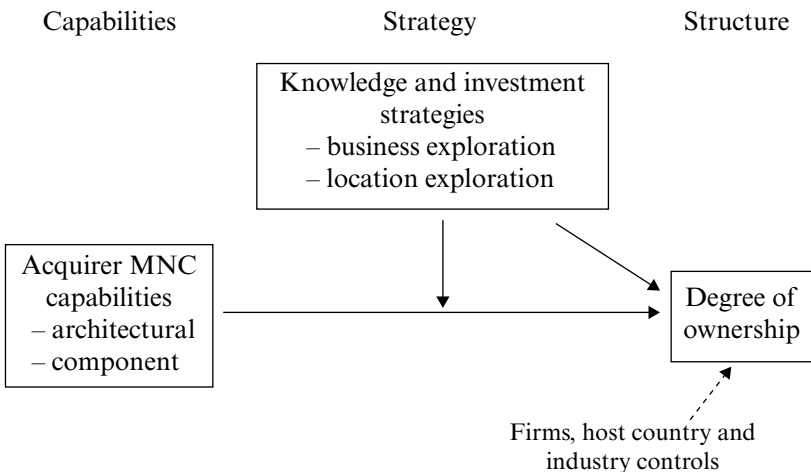 Capabilities
Strategy
Structure
Knowledge and investment
strategies
– business exploration
– location exploration
Acquirer MNC
capabilities
– architectural
– component
Degree of
ownership
Firms, host country and
industry controls